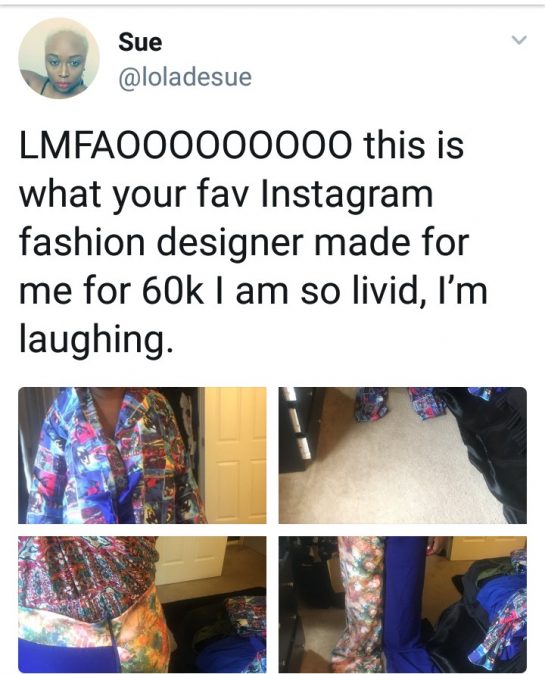 Sue
@loladesue
LMFAOOOOOOOOO this is
what your fav Instagram
fashion designer made for
me for 60k I am so livid, I’m
laughing.